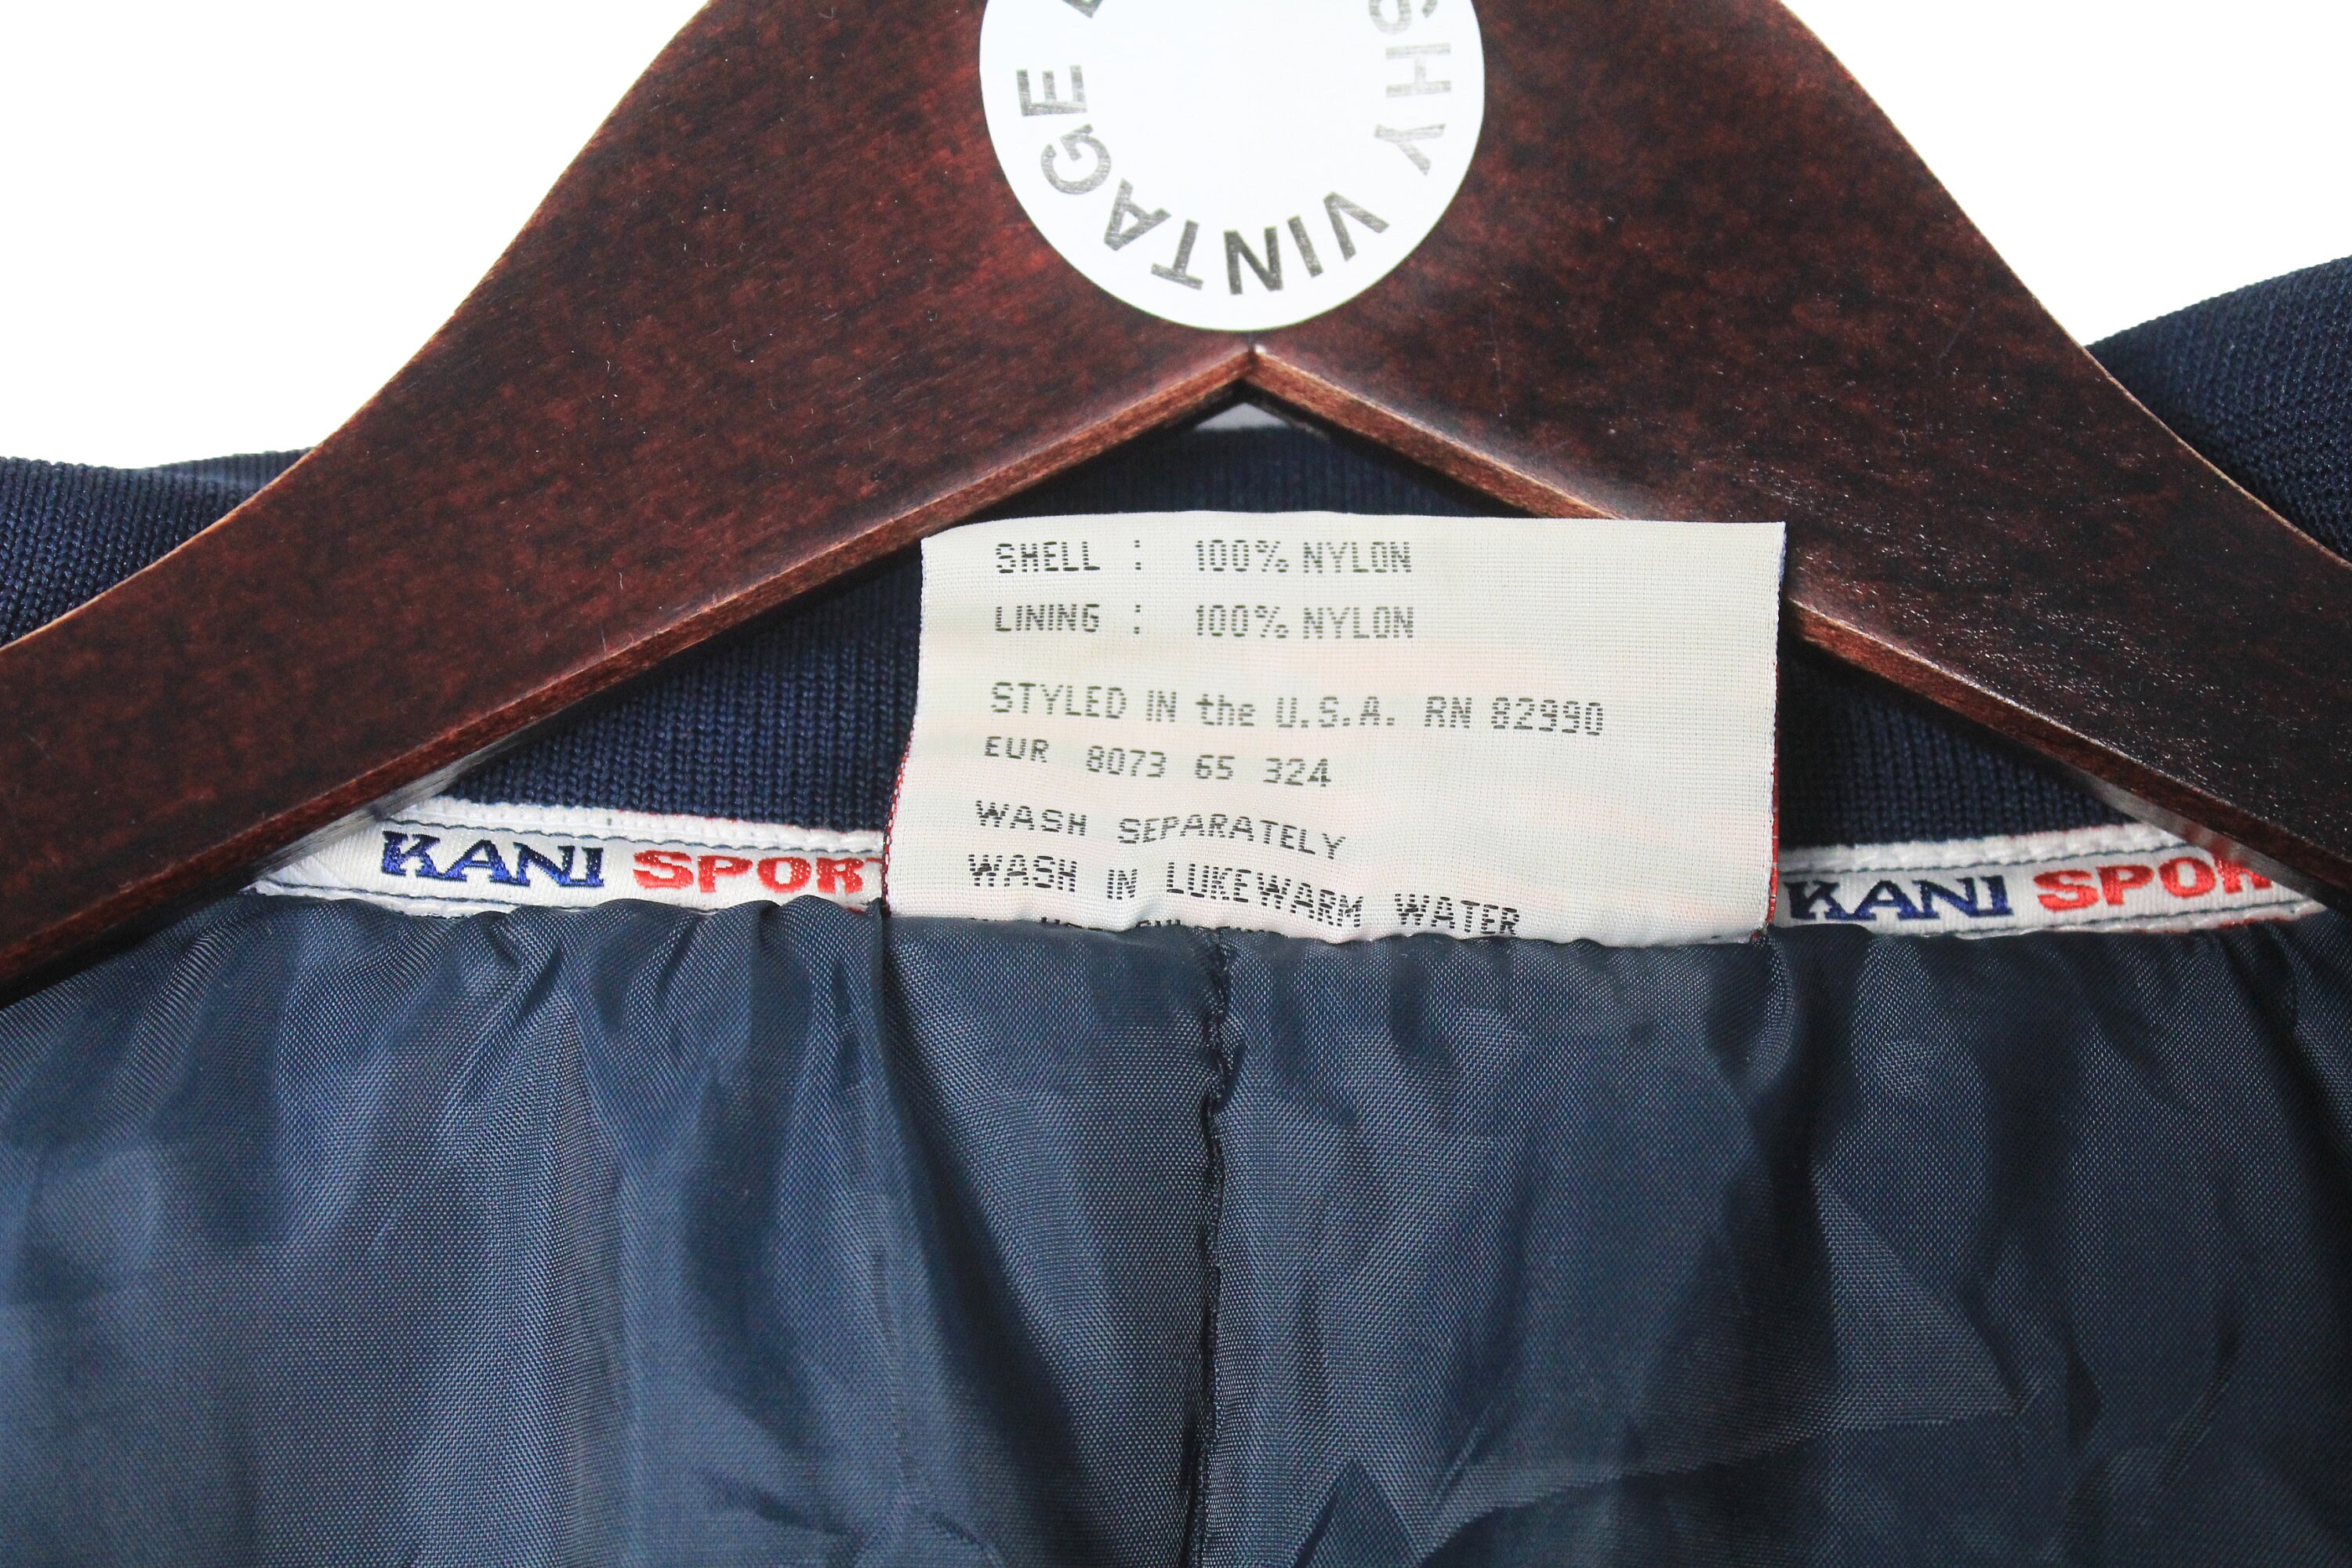 SHY VINTAGE
SHELL : 100% NYLON
LINING : 100% NYLON
STYLED IN the U.S.A. RN 82990
EUR 8073 65 324
WASH SEPARATELY
WASH IN LUKEWARM WATER
KANI SPOR
KANI SPOR